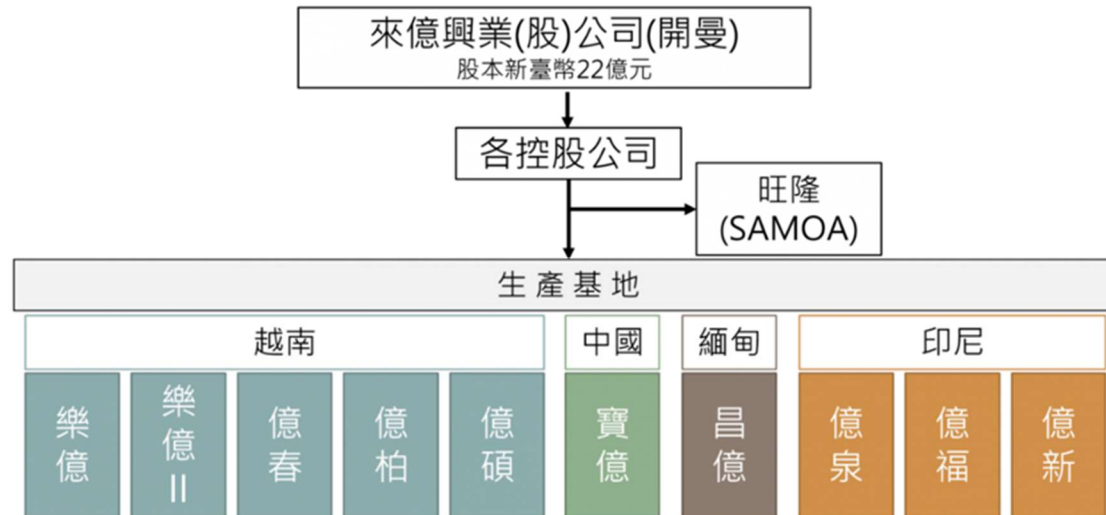 來億興業(股)公司(開曼)
股本新臺幣22億元
各控股公司
旺隆
(SAMOA)
生產基地
越南
中國
緬甸
印尼
樂億
樂億II
億春
億柏
億碩
寶億
昌億
億泉
億福
億新